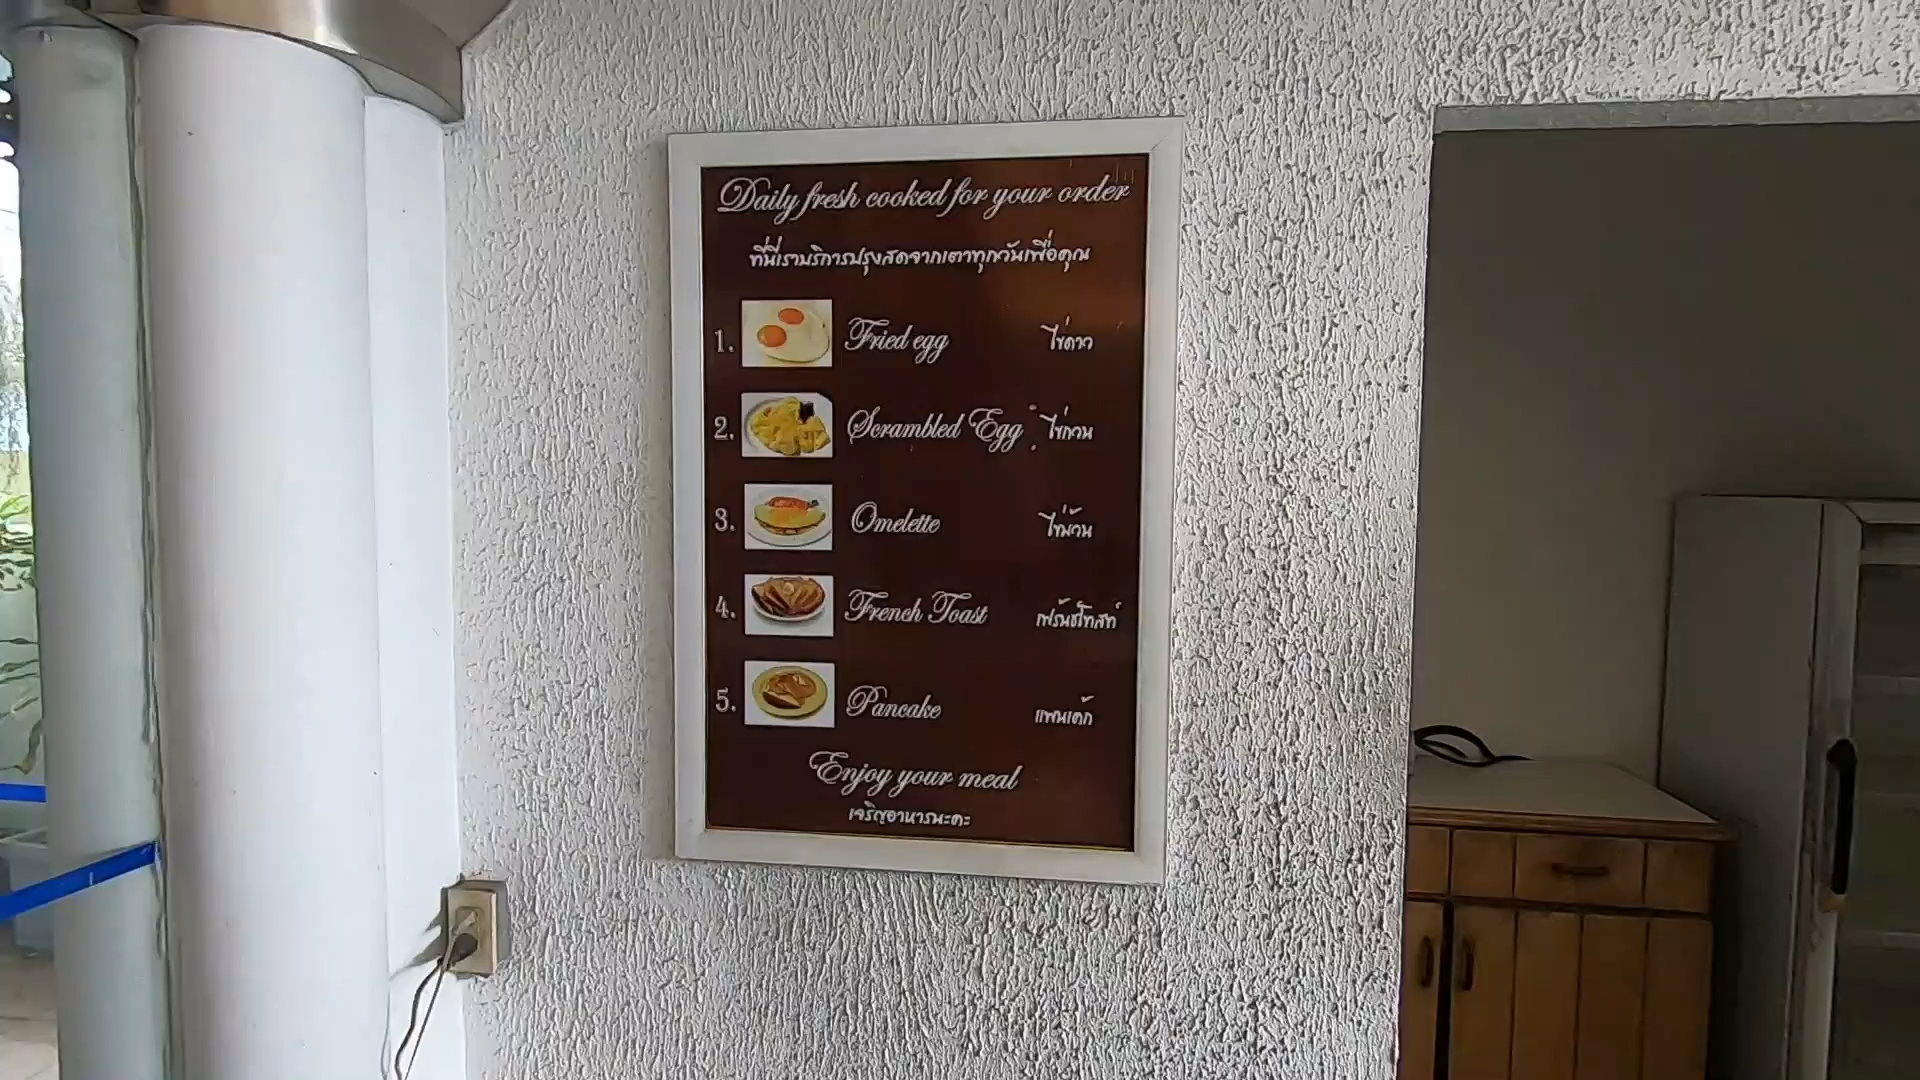 Daily fresh cooked for your order
ที่นี่เราบริการปรุงสดจากเตาทุกวันเพื่อคุณ
1. Fried egg ไข่ดาว
2. Scrambled Egg ไข่กวน
3. Omelette ไข่ม้วน
4. French Toast เฟร้นช์โทสท์
5. Pancake แพนเค้ก
Enjoy your meal
เจริญอาหารนะคะ